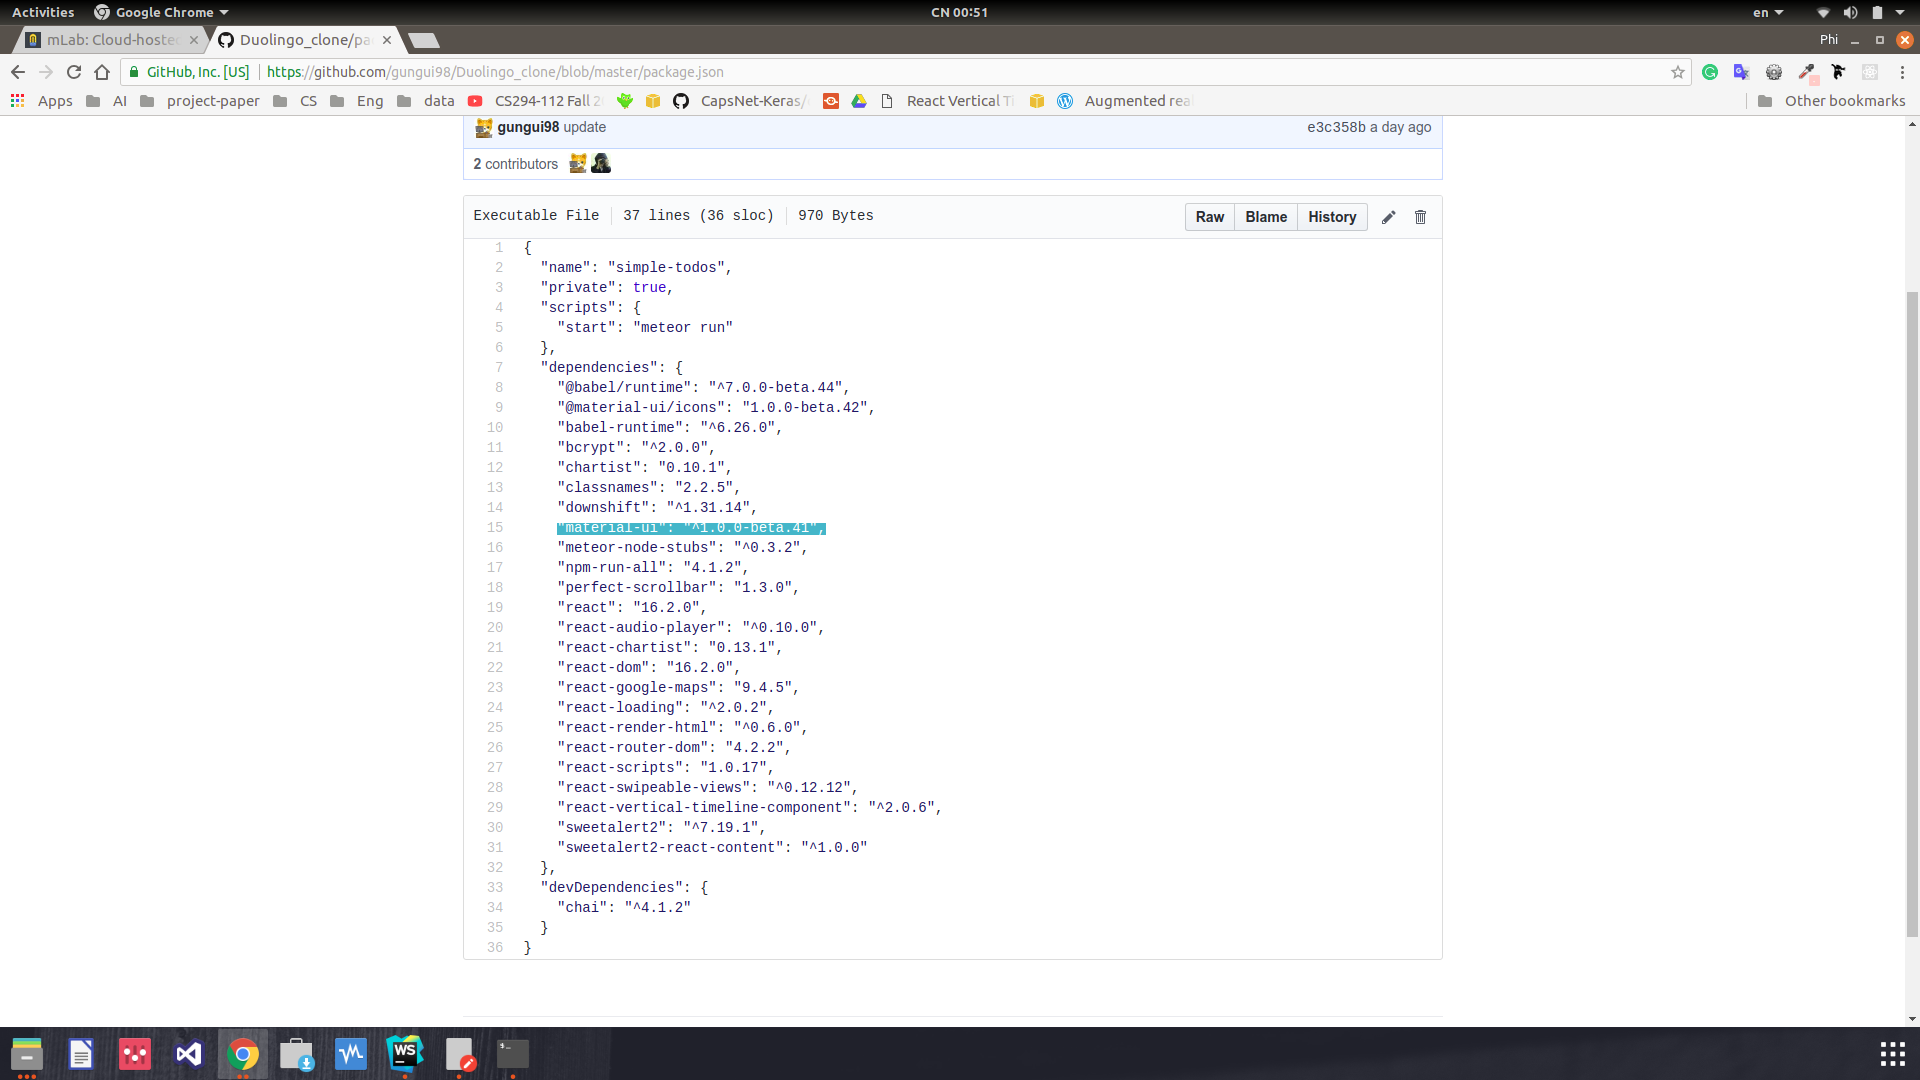 Activities Google Chrome CN 00:51 en
mLab: Cloud-hosted Duolingo_clone/pa Phi
GitHub, Inc. [US] https://github.com/gungui98/Duolingo_clone/blob/master/package.json
Apps AI project-paper CS Eng data CS294-112 Fall 2 CapsNet-Keras/ React Vertical Ti Augmented real Other bookmarks
gungui98 update e3c358b a day ago
2 contributors
Executable File 37 lines (36 sloc) 970 Bytes Raw Blame History
1 {
2 "name": "simple-todos",
3 "private": true,
4 "scripts": {
5 "start": "meteor run"
6 },
7 "dependencies": {
8 "@babel/runtime": "^7.0.0-beta.44",
9 "@material-ui/icons": "1.0.0-beta.42",
10 "babel-runtime": "^6.26.0",
11 "bcrypt": "^2.0.0",
12 "chartist": "0.10.1",
13 "classnames": "2.2.5",
14 "downshift": "^1.31.14",
15 "material-ui": "^1.0.0-beta.41",
16 "meteor-node-stubs": "^0.3.2",
17 "npm-run-all": "4.1.2",
18 "perfect-scrollbar": "1.3.0",
19 "react": "16.2.0",
20 "react-audio-player": "^0.10.0",
21 "react-chartist": "0.13.1",
22 "react-dom": "16.2.0",
23 "react-google-maps": "9.4.5",
24 "react-loading": "^2.0.2",
25 "react-render-html": "^0.6.0",
26 "react-router-dom": "4.2.2",
27 "react-scripts": "1.0.17",
28 "react-swipeable-views": "^0.12.12",
29 "react-vertical-timeline-component": "^2.0.6",
30 "sweetalert2": "^7.19.1",
31 "sweetalert2-react-content": "^1.0.0"
32 },
33 "devDependencies": {
34 "chai": "^4.1.2"
35 }
36 }
WS